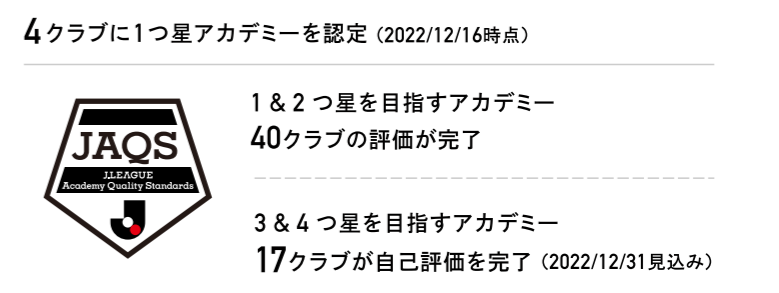 4クラブに1つ星アカデミーを認定（2022/12/16時点）
1 & 2 つ星を目指すアカデミー
40クラブの評価が完了
JAQS
J.LEAGUE
Academy Quality Standards
3 & 4 つ星を目指すアカデミー
17クラブが自己評価を完了（2022/12/31見込み）